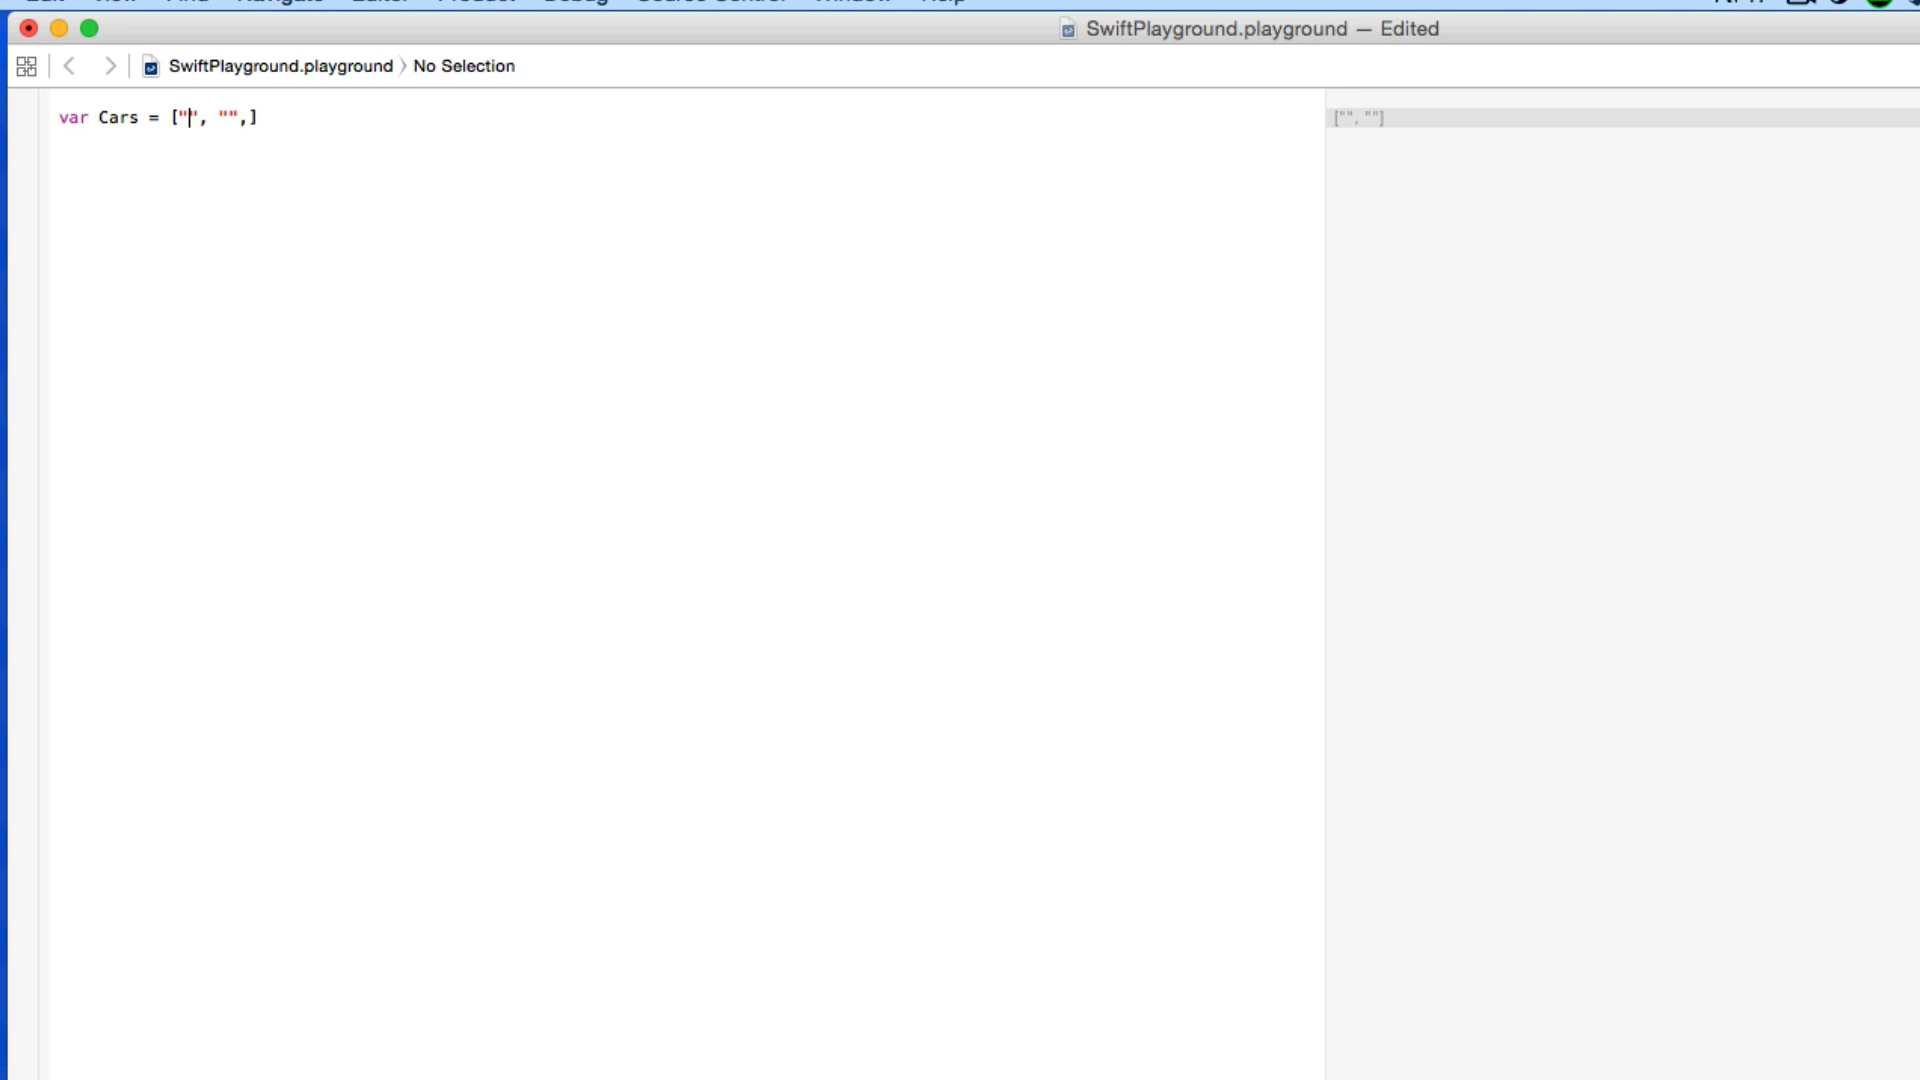 SwiftPlayground.playground — Edited
SwiftPlayground.playground 〉 No Selection
var Cars = ["", "",]
["", ""]